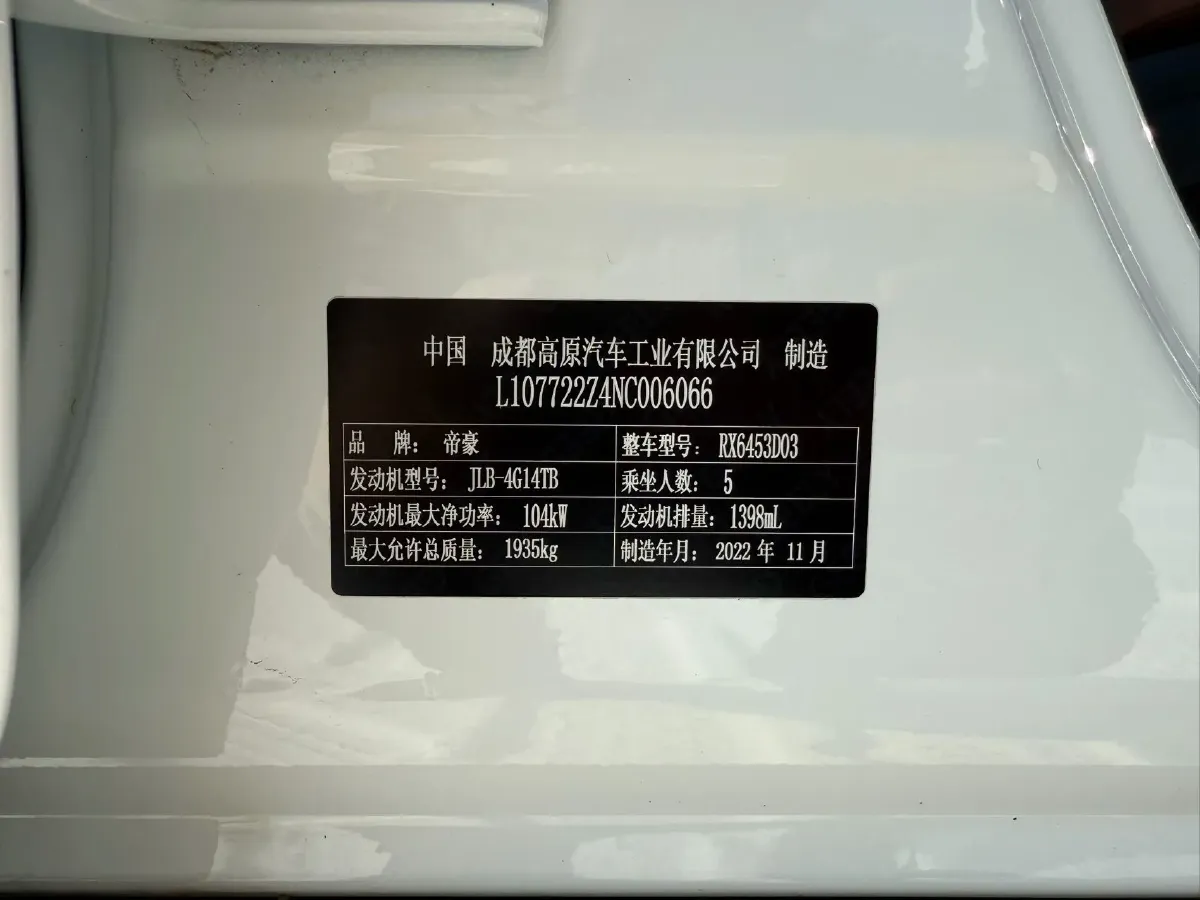 中国 成都高原汽车工业有限公司 制造
L107722Z4NC006066
品 牌： 帝豪 整车型号： RX6453D03
发动机型号： JLB-4G14TB 乘坐人数： 5
发动机最大净功率： 104kW 发动机排量： 1398mL
最大允许总质量： 1935kg 制造年月： 2022 年 11 月